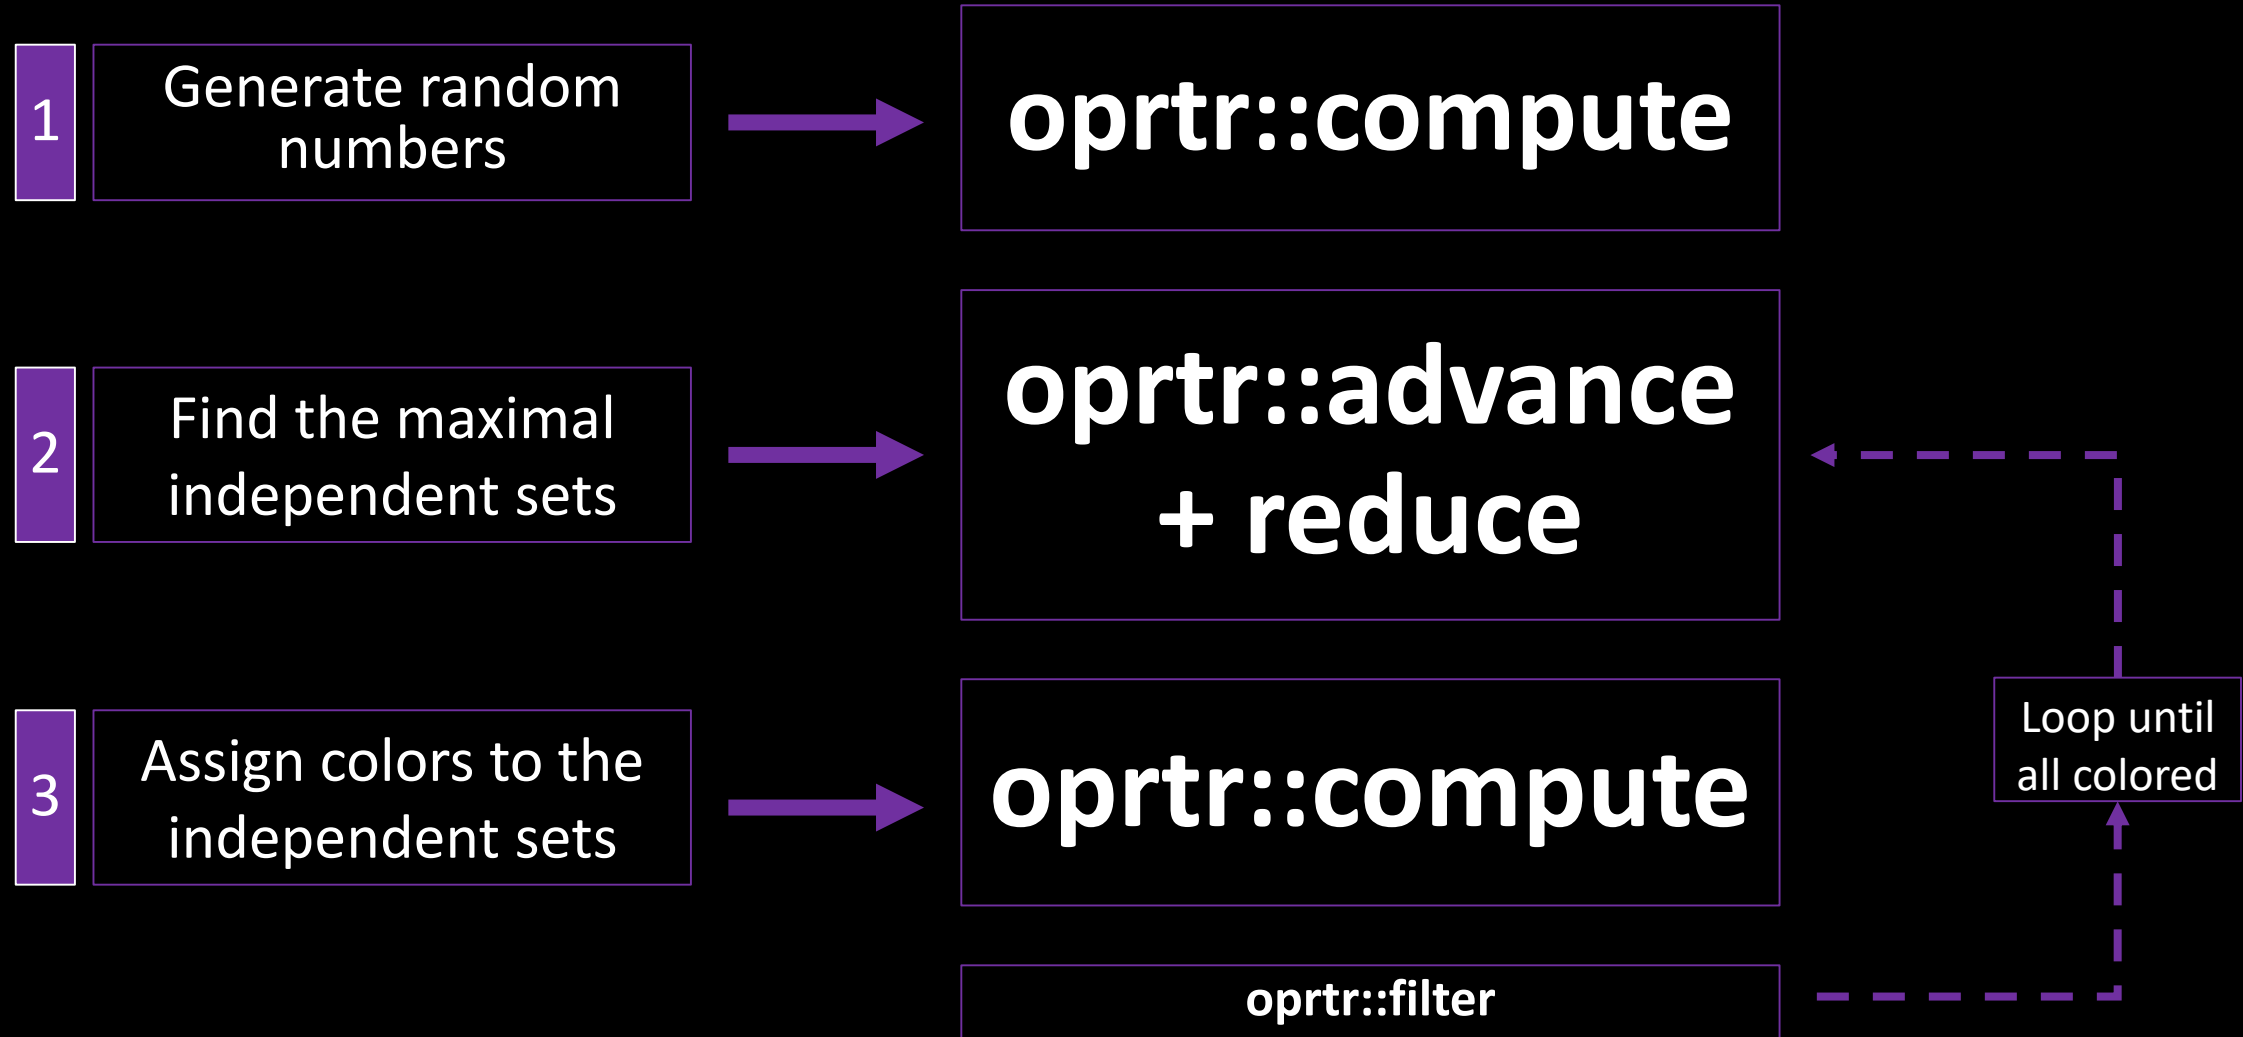 1
Generate random
numbers
oprtr::compute
2
Find the maximal
independent sets
oprtr::advance
+ reduce
3
Assign colors to the
independent sets
oprtr::compute
Loop until
all colored
oprtr::filter